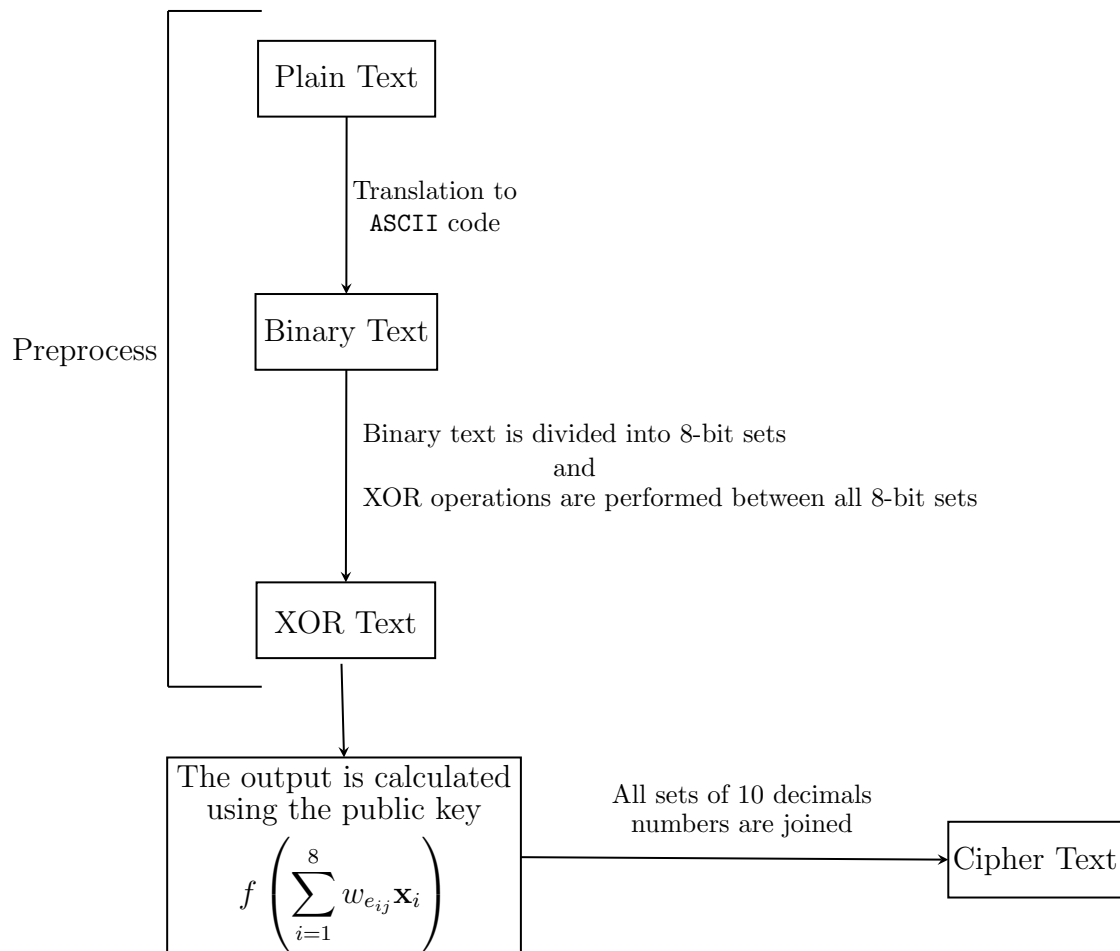 Plain Text
Translation to
ASCII code
Preprocess
Binary Text
Binary text is divided into 8-bit sets
and
XOR operations are performed between all 8-bit sets
XOR Text
The output is calculated
using the public key
f(∑_{i=1}^{8} w_{e_{ij}} x_i)
All sets of 10 decimals
numbers are joined
Cipher Text